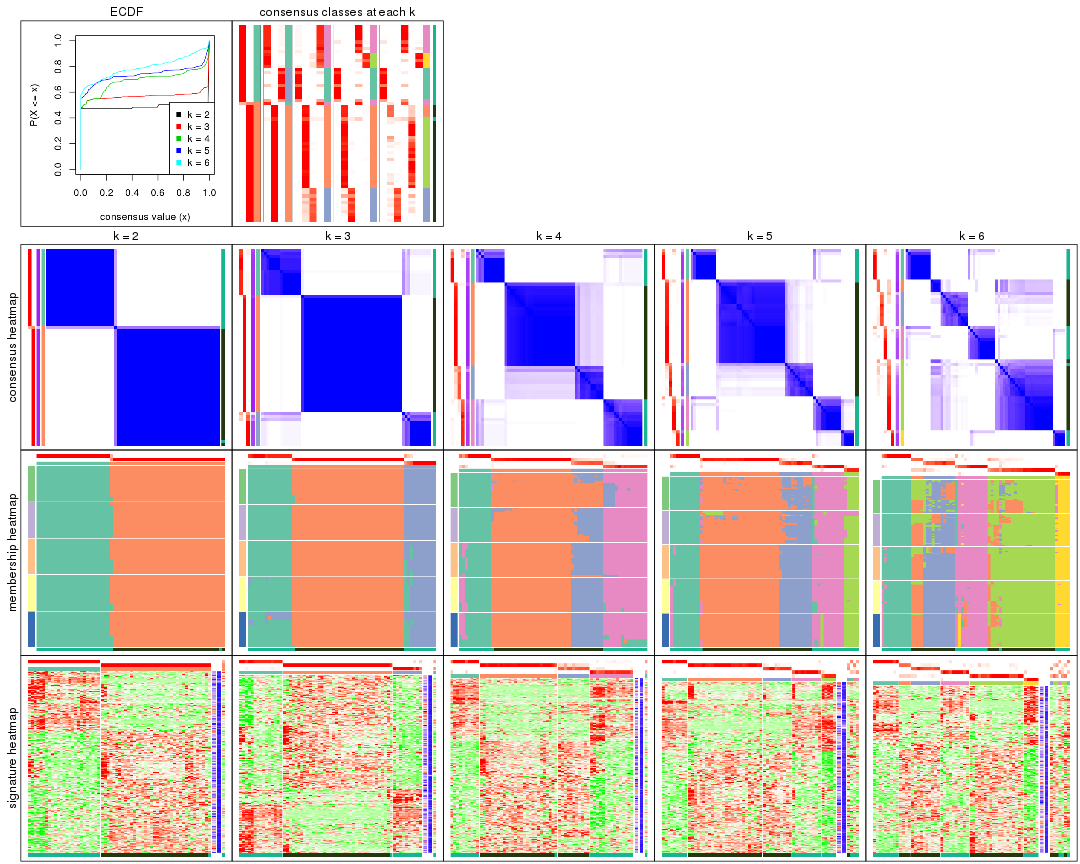 ECDF
consensus classes at each k
P(X <= x)
1.0
0.8
0.6
0.4
0.2
0.0
k = 2
k = 3
k = 4
k = 5
k = 6
0.0 0.2 0.4 0.6 0.8 1.0
consensus value (x)
k = 2
k = 3
k = 4
k = 5
k = 6
consensus heatmap
membership heatmap
signature heatmap